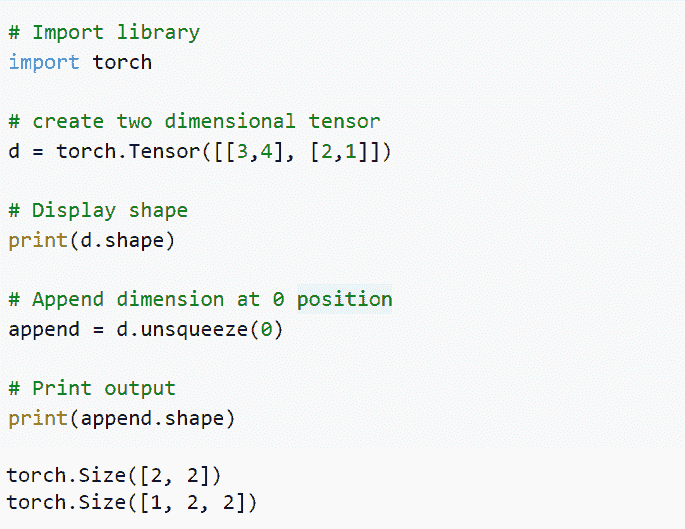 # Import library
import torch
# create two dimensional tensor
d = torch.Tensor([[3,4], [2,1]])
# Display shape
print(d.shape)
# Append dimension at 0 position
append = d.unsqueeze(0)
# Print output
print(append.shape)
torch.Size([2, 2])
torch.Size([1, 2, 2])